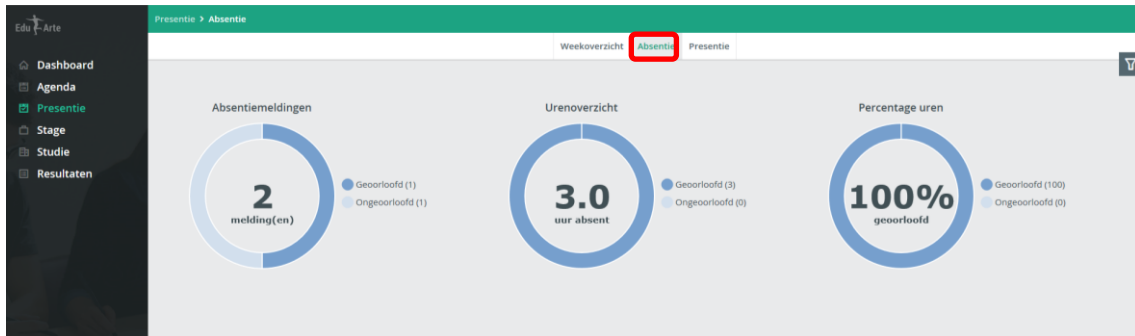 Edu Arte
Presentie > Absentie
Weekoverzicht Absentie Presentie
Dashboard
Agenda
Presentie
Stage
Studie
Resultaten
Absentiemeldingen
2
melding(en)
Geoorloofd (1)
Ongeoorloofd (1)
Urenoverzicht
3.0
uur absent
Geoorloofd (3)
Ongeoorloofd (0)
Percentage uren
100%
geoorloofd
Geoorloofd (100)
Ongeoorloofd (0)